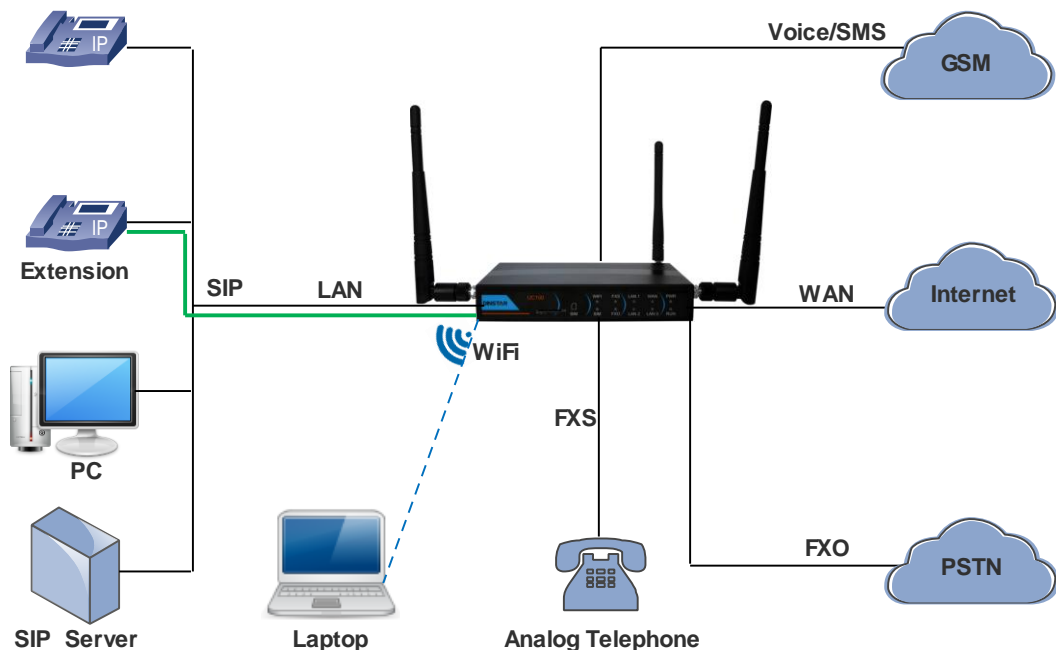 IP
Voice/SMS
GSM
IP
Extension
SIP
LAN
DINSTAR
WAN
Internet
WiFi
FXS
PC
FXO
PSTN
SIP Server
Laptop
Analog Telephone